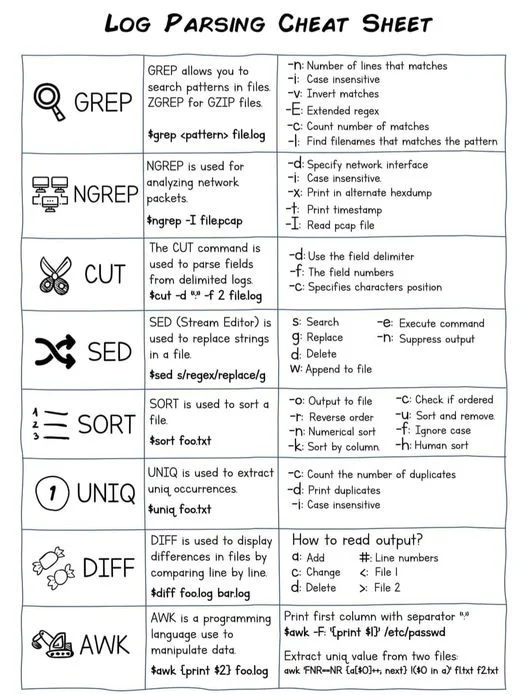 LOG PARSING CHEAT SHEET
GREP
GREP allows you to
search patterns in files.
ZGREP for GZIP files.
$grep <pattern> file.log
-n: Number of lines that matches
-i: Case insensitive
-v: Invert matches
-E: Extended regex
-c: Count number of matches
-l: Find filenames that matches the pattern
NGREP
NGREP is used for
analyzing network
packets.
$ngrep -I file.pcap
-d: Specify network interface
-i: Case insensitive.
-x: Print in alternate hexdump
-t: Print timestamp
-I: Read pcap file
CUT
The CUT command is
used to parse fields
from delimited logs.
$cut -d ":" -f 2 file.log
-d: Use the field delimiter
-f: The field numbers
-c: Specifies characters position
SED
SED (Stream Editor) is
used to replace strings
in a file.
$sed s/regex/replace/g
s: Search
g: Replace
d: Delete
w: Append to file
-e: Execute command
-n: Suppress output
1
2
3
SORT
SORT is used to sort a
file.
$sort foo.txt
-o: Output to file
-r: Reverse order
-n: Numerical sort
-k: Sort by column
-c: Check if ordered
-u: Sort and remove
-f: Ignore case
-h: Human sort
1
UNIQ
UNIQ is used to extract
uniq occurrences.
$uniq foo.txt
-c: Count the number of duplicates
-d: Print duplicates
-i: Case insensitive
DIFF
DIFF is used to display
differences in files by
comparing line by line.
$diff foo.log bar.log
How to read output?
a: Add
c: Change
d: Delete
#: Line numbers
<: File 1
>: File 2
AWK
AWK is a programming
language use to
manipulate data.
$awk {print $2} foo.log
Print first column with separator ":"
$awk -F: '{print $1}' /etc/passwd
Extract uniq value from two files:
awk 'FNR==NR {a[$0]++; next} !($0 in a)' f1.txt f2.txt